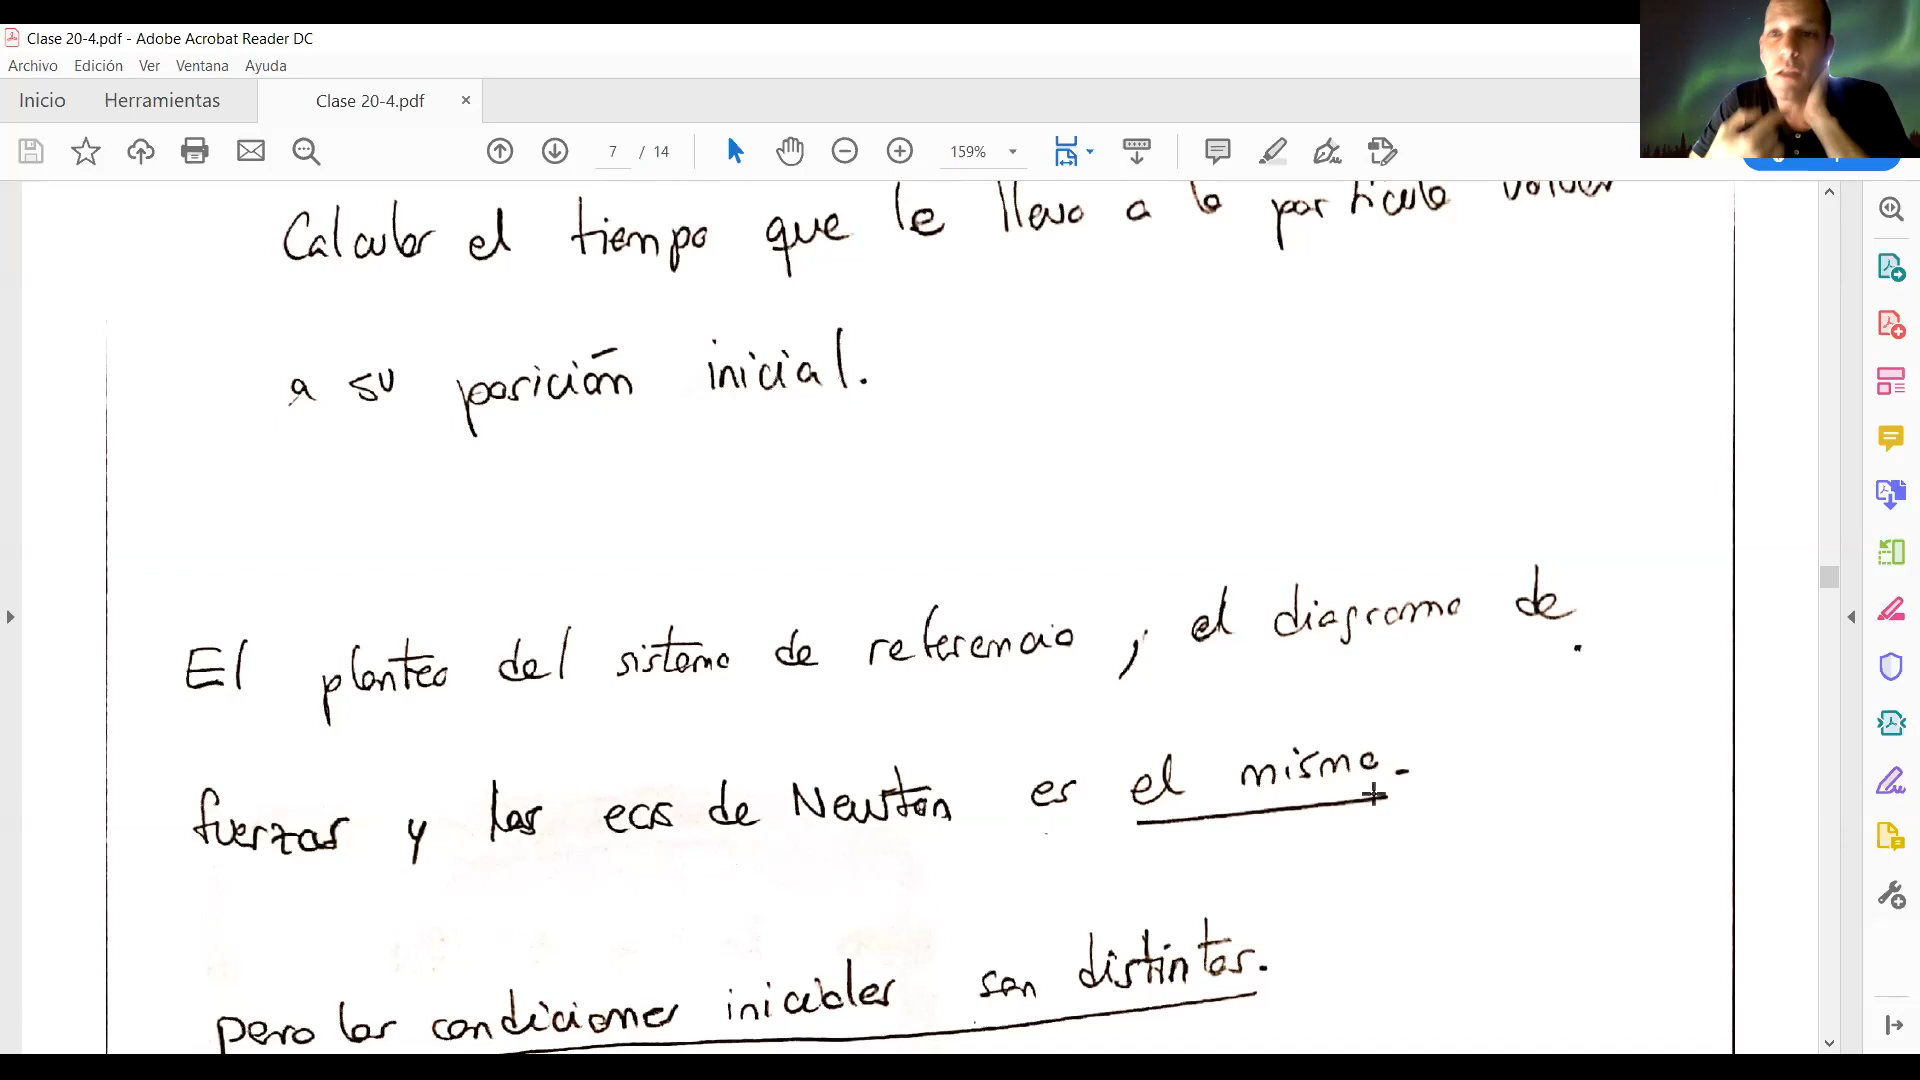 Clase 20-4.pdf - Adobe Acrobat Reader DC
Archivo Edición Ver Ventana Ayuda
Inicio Herramientas Clase 20-4.pdf ×
7 / 14 159%
Calcular el tiempo que le lleva a la partícula volver
a su posición inicial.
El planteo del sistema de referencia, el diagrama de
fuerzas y las ecs de Newton es el mismo.
pero las condiciones iniciales son distintas.